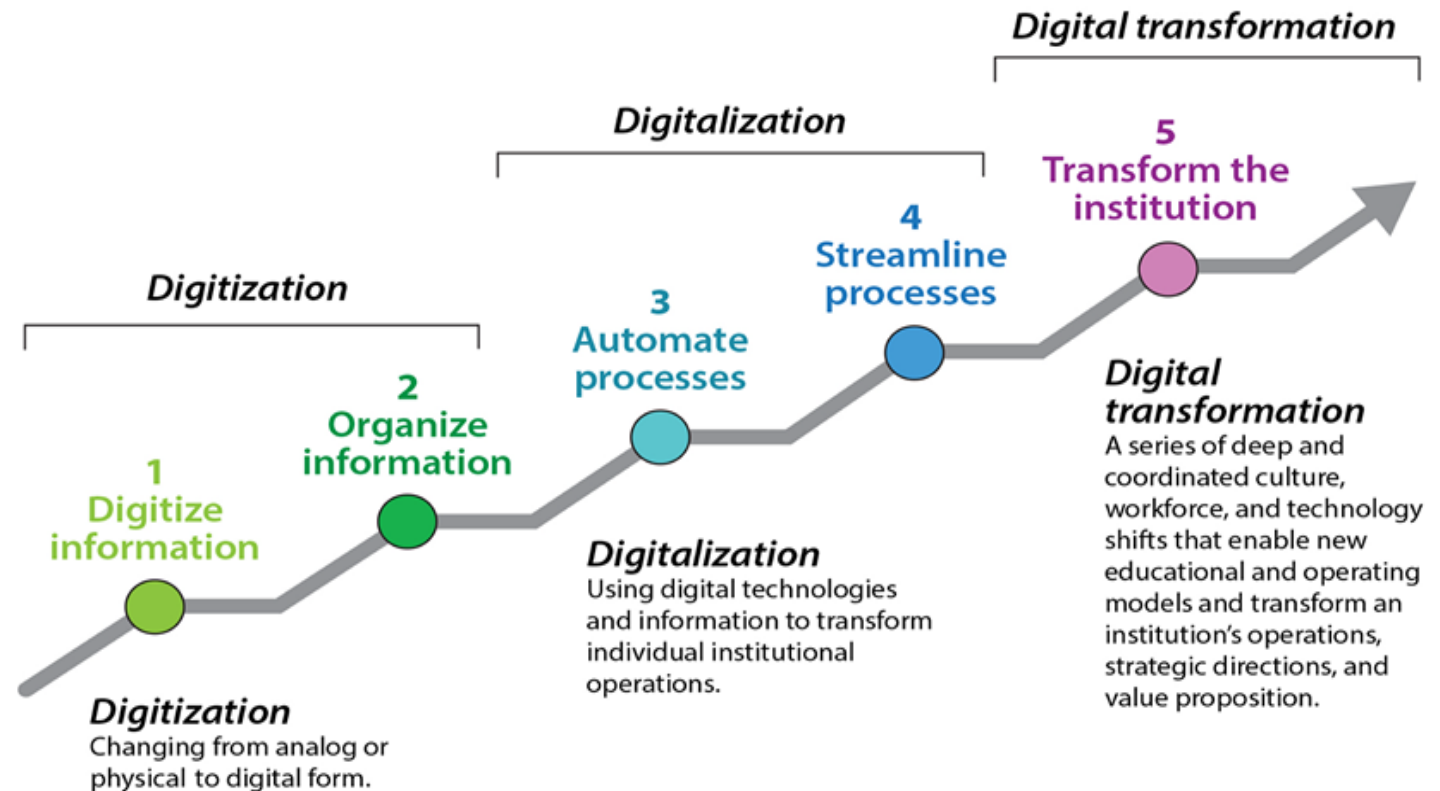 Digital transformation
Digitalization
Digitization
1
Digitize
information
2
Organize
information
3
Automate
processes
4
Streamline
processes
5
Transform the
institution
Digitization
Changing from analog or
physical to digital form.
Digitalization
Using digital technologies
and information to transform
individual institutional
operations.
Digital
transformation
A series of deep and
coordinated culture,
workforce, and technology
shifts that enable new
educational and operating
models and transform an
institution’s operations,
strategic directions, and
value proposition.